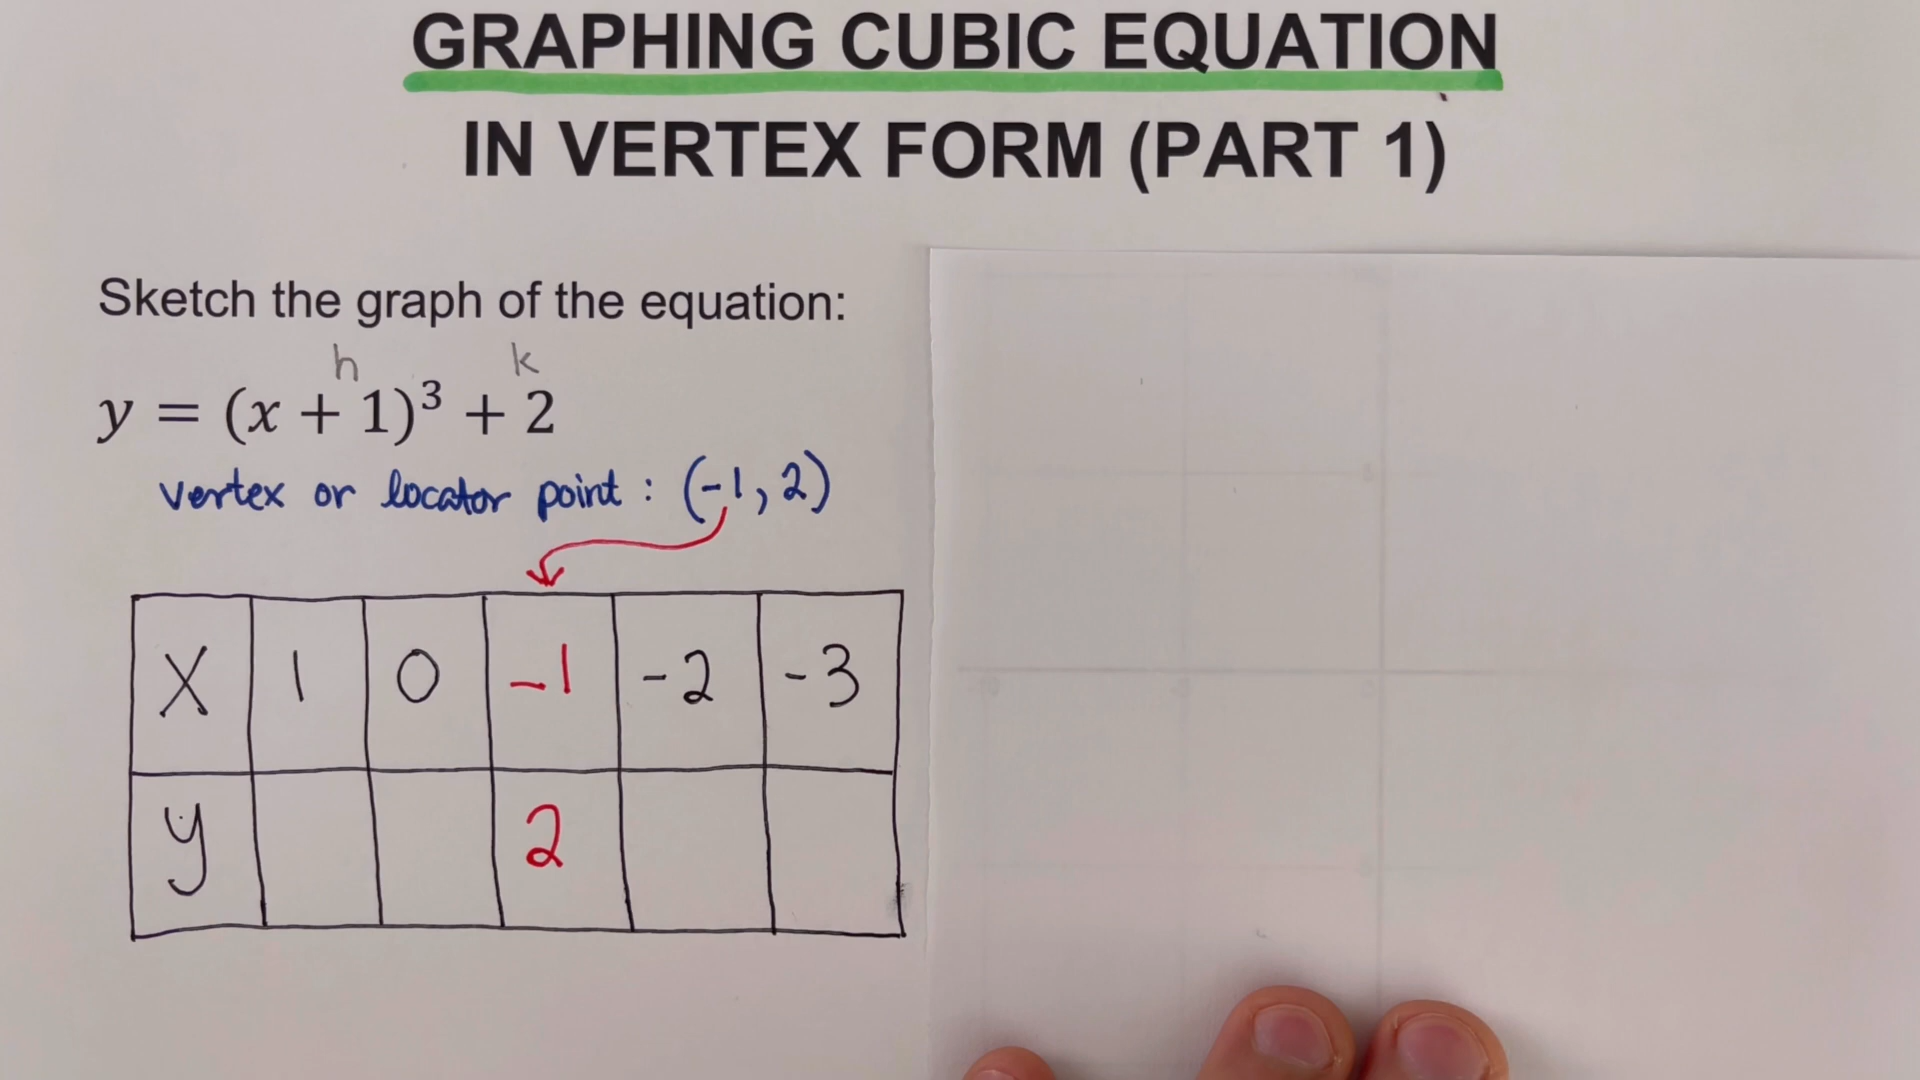 GRAPHING CUBIC EQUATION
IN VERTEX FORM (PART 1)
Sketch the graph of the equation:
h k
y = (x + 1)³ + 2
vertex or locator point : (-1, 2)
X 1 0 -1 -2 -3
y 2